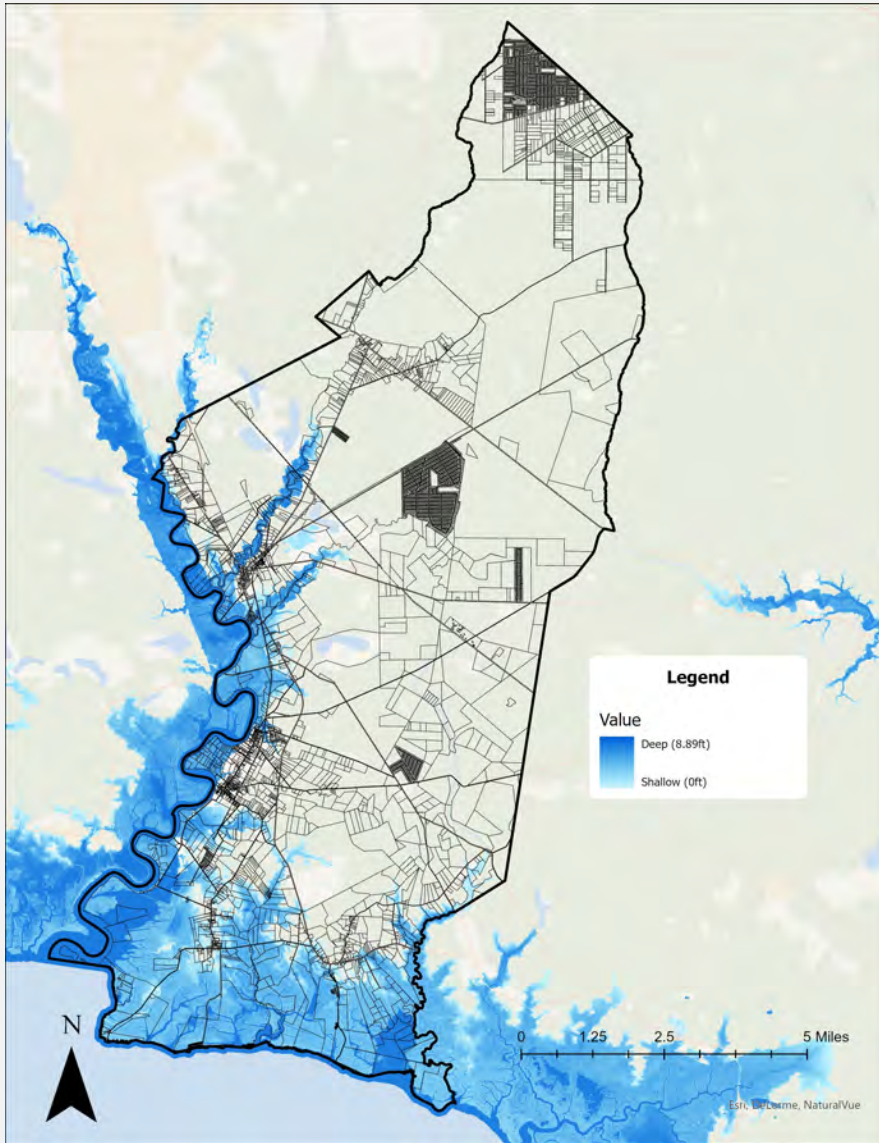 Legend
Value
Deep (8.89ft)
Shallow (0ft)
N
0 1.25 2.5 5 Miles
Esri, DeLorme, NaturalVue